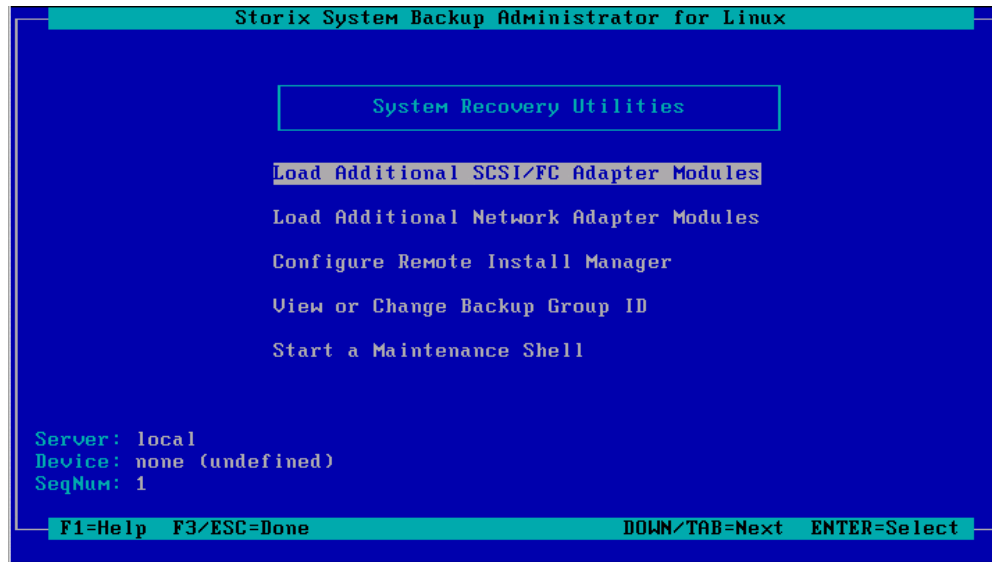 Storix System Backup Administrator for Linux
System Recovery Utilities
Load Additional SCSI/FC Adapter Modules
Load Additional Network Adapter Modules
Configure Remote Install Manager
View or Change Backup Group ID
Start a Maintenance Shell
Server: local
Device: none (undefined)
SeqNum: 1
F1=Help F3/ESC=Done DOWN/TAB=Next ENTER=Select